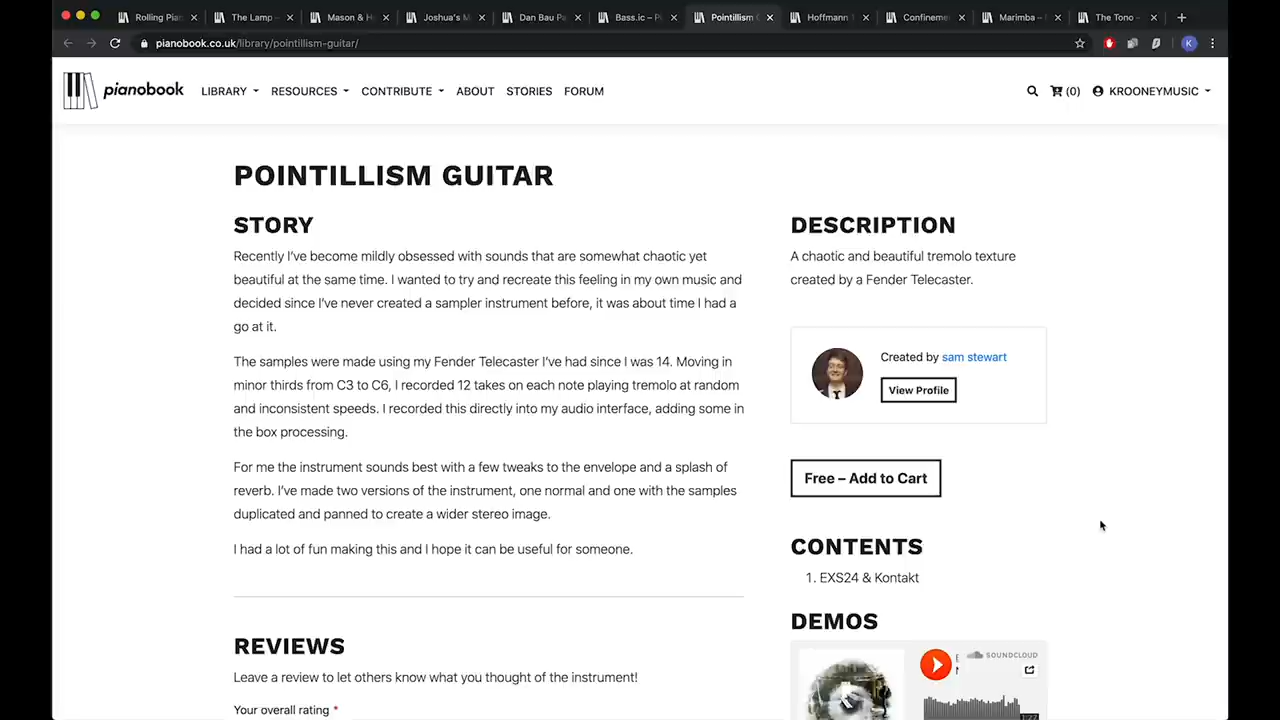 Rolling Pian
The Lamp –
Mason & H
Joshua's M
Dan Bau Pa
Bass.ic – P
Pointillism G
Hoffmann T
Confinemen
Marimba –
The Tono –
pianobook.co.uk/library/pointillism-guitar/
K
pianobook
LIBRARY
RESOURCES
CONTRIBUTE
ABOUT
STORIES
FORUM
(0)
KROONEYMUSIC
POINTILLISM GUITAR
STORY
Recently I've become mildly obsessed with sounds that are somewhat chaotic yet
beautiful at the same time. I wanted to try and recreate this feeling in my own music and
decided since I've never created a sampler instrument before, it was about time I had a
go at it.
The samples were made using my Fender Telecaster I've had since I was 14. Moving in
minor thirds from C3 to C6, I recorded 12 takes on each note playing tremolo at random
and inconsistent speeds. I recorded this directly into my audio interface, adding some in
the box processing.
For me the instrument sounds best with a few tweaks to the envelope and a splash of
reverb. I've made two versions of the instrument, one normal and one with the samples
duplicated and panned to create a wider stereo image.
I had a lot of fun making this and I hope it can be useful for someone.
REVIEWS
Leave a review to let others know what you thought of the instrument!
Your overall rating *
DESCRIPTION
A chaotic and beautiful tremolo texture
created by a Fender Telecaster.
Created by sam stewart
View Profile
Free – Add to Cart
CONTENTS
1. EXS24 & Kontakt
DEMOS
SOUNDCLOUD
1:27